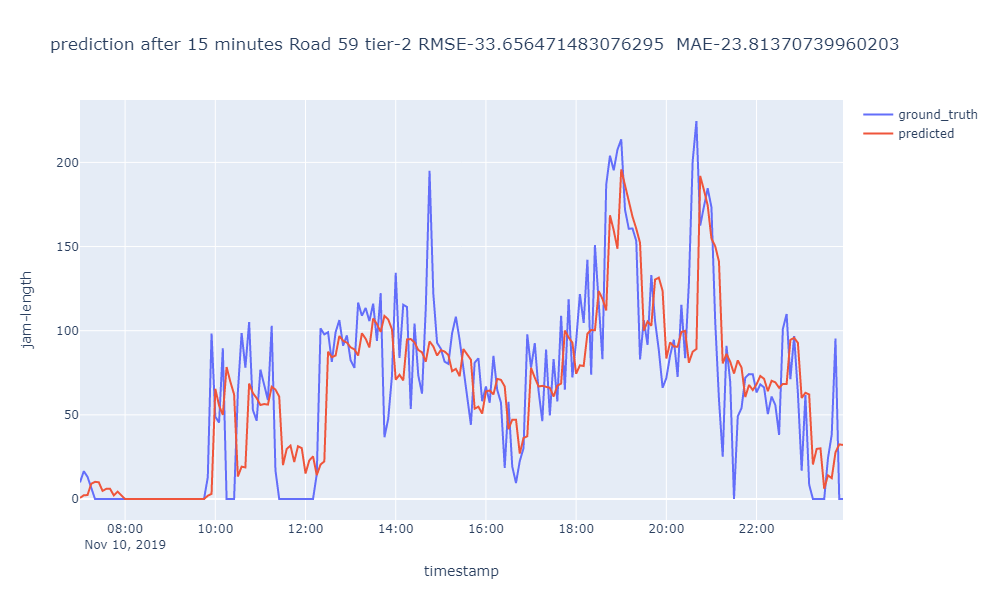 prediction after 15 minutes Road 59 tier-2 RMSE-33.656471483076295  MAE-23.81370739960203
ground_truth
predicted
200
150
100
50
0
jam-length
08:00 10:00 12:00 14:00 16:00 18:00 20:00 22:00
Nov 10, 2019
timestamp